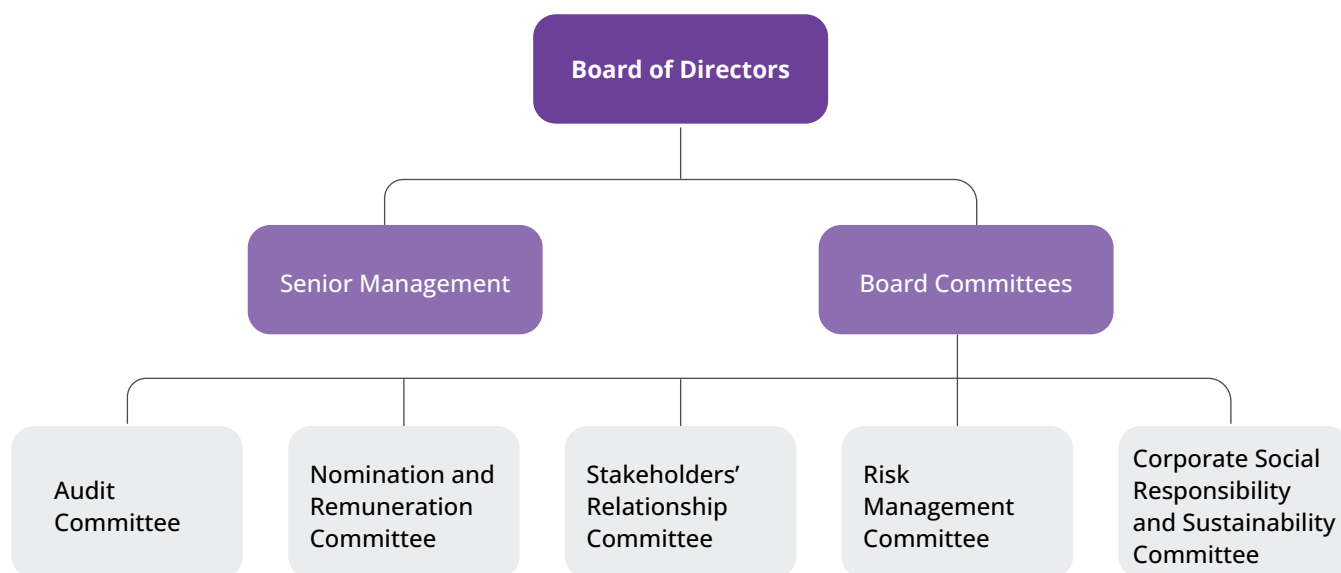 Board of Directors
Senior Management
Board Committees
Audit
Committee
Nomination and
Remuneration
Committee
Stakeholders’
Relationship
Committee
Risk
Management
Committee
Corporate Social
Responsibility
and Sustainability
Committee